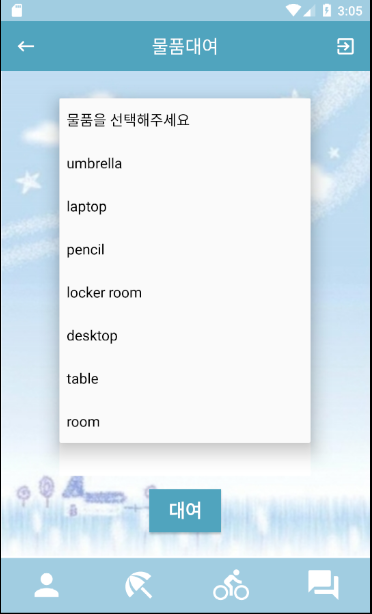 3:05
물품대여
물품을 선택해주세요
umbrella
laptop
pencil
locker room
desktop
table
room
대여